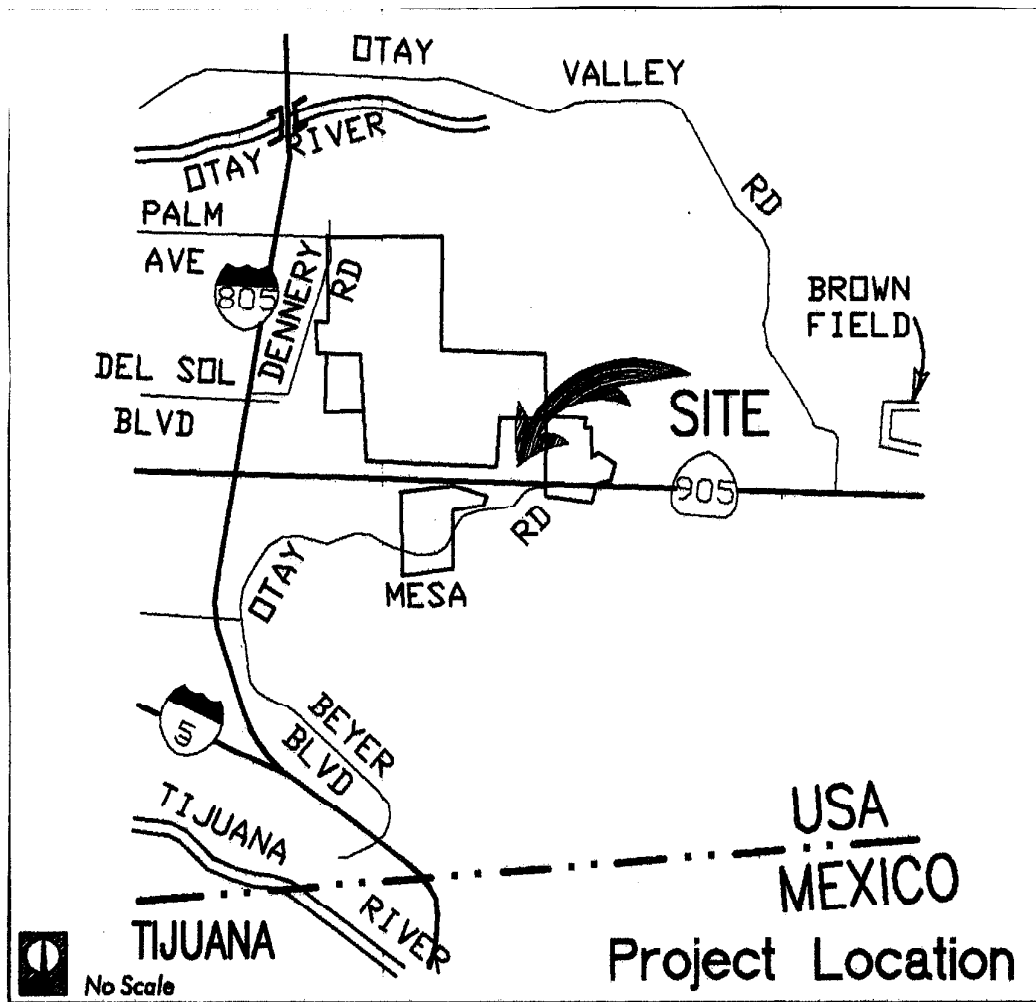 OTAY
VALLEY
RD
OTAY RIVER
PALM
AVE
805
DENNERY
RD
BROWN
FIELD
DEL SOL
BLVD
SITE
905
RD
OTAY
MESA
BEYER
BLVD
5
TIJUANA
RIVER
USA
MEXICO
TIJUANA
Project Location
No Scale